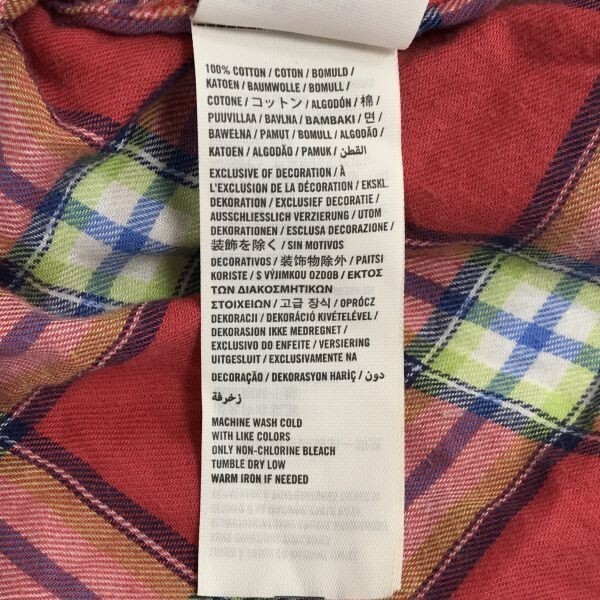 100% COTTON / COTON / BOMULD /
KATOEN / BAUMWOLLE / BOMULL /
COTONE / コットン / ALGODÓN / 棉 /
PUUVILLAA / BAVLNA / BAMBAKI / 면 /
BAWEŁNA / PAMUT / BOMULL / ALGODÃO /
KATOEN / ALGODÃO / PAMUK / القطن
EXCLUSIVE OF DECORATION / À
L'EXCLUSION DE LA DÉCORATION / EKSKL.
DEKORATION / EXCLUSIEF DECORATIE /
AUSSCHLIESSLICH VERZIERUNG / UTOM
DEKORATIONEN / ESCLUSA DECORAZIONE /
装飾を除く / SIN MOTIVOS
DECORATIVOS / 装饰物除外 / PAITSI
KORISTE / S VÝJIMKOU OZDOB / ΕΚΤΟΣ
ΤΩΝ ΔΙΑΚΟΣΜΗΤΙΚΩΝ
ΣΤΟΙΧΕΙΩΝ / 고급 장식 / OPRÓCZ
DEKORACJI / DEKORÁCIÓ KIVÉTELÉVEL /
DEKORASJON IKKE MEDREGNET /
EXCLUSIVO DO ENFEITE / VERSIERING
UITGESLUIT / EXCLUSIVAMENTE NA
DECORAÇÃO / DEKORASYON HARİÇ / دون
زخرفة
MACHINE WASH COLD
WITH LIKE COLORS
ONLY NON-CHLORINE BLEACH
TUMBLE DRY LOW
WARM IRON IF NEEDED